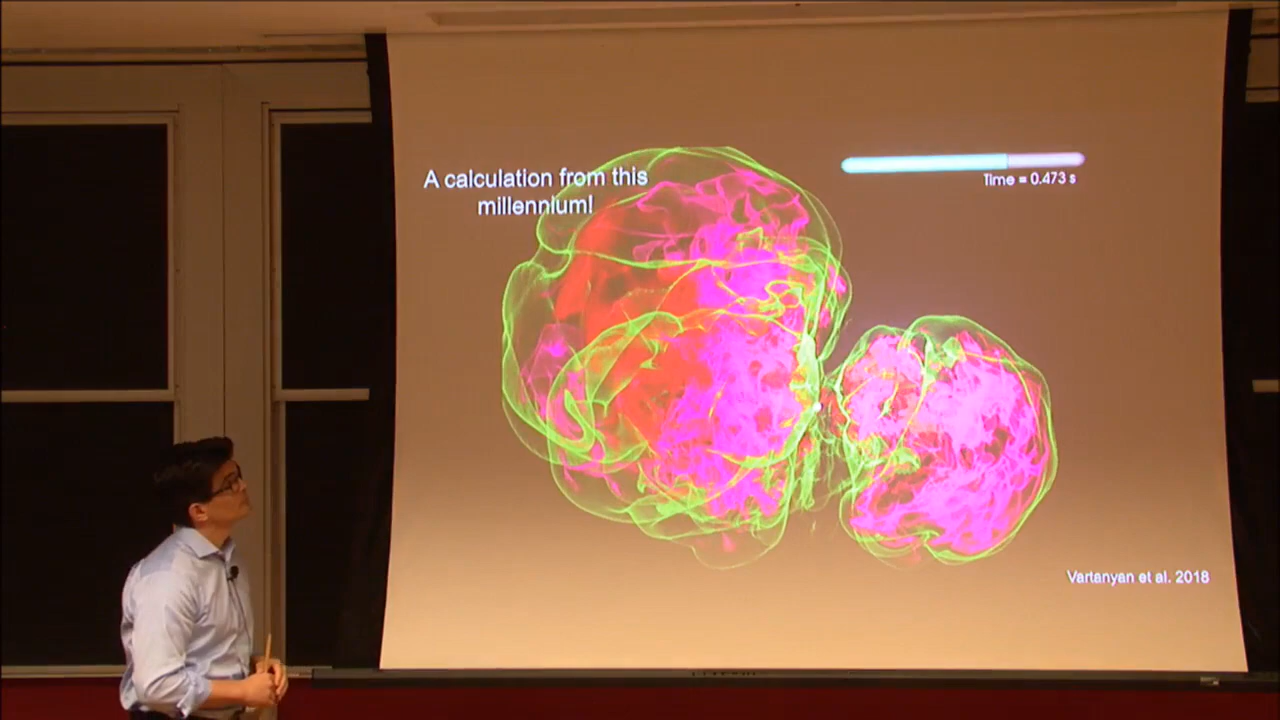 A calculation from this
millennium!
Time = 0.473 s
Vartanyan et al. 2018